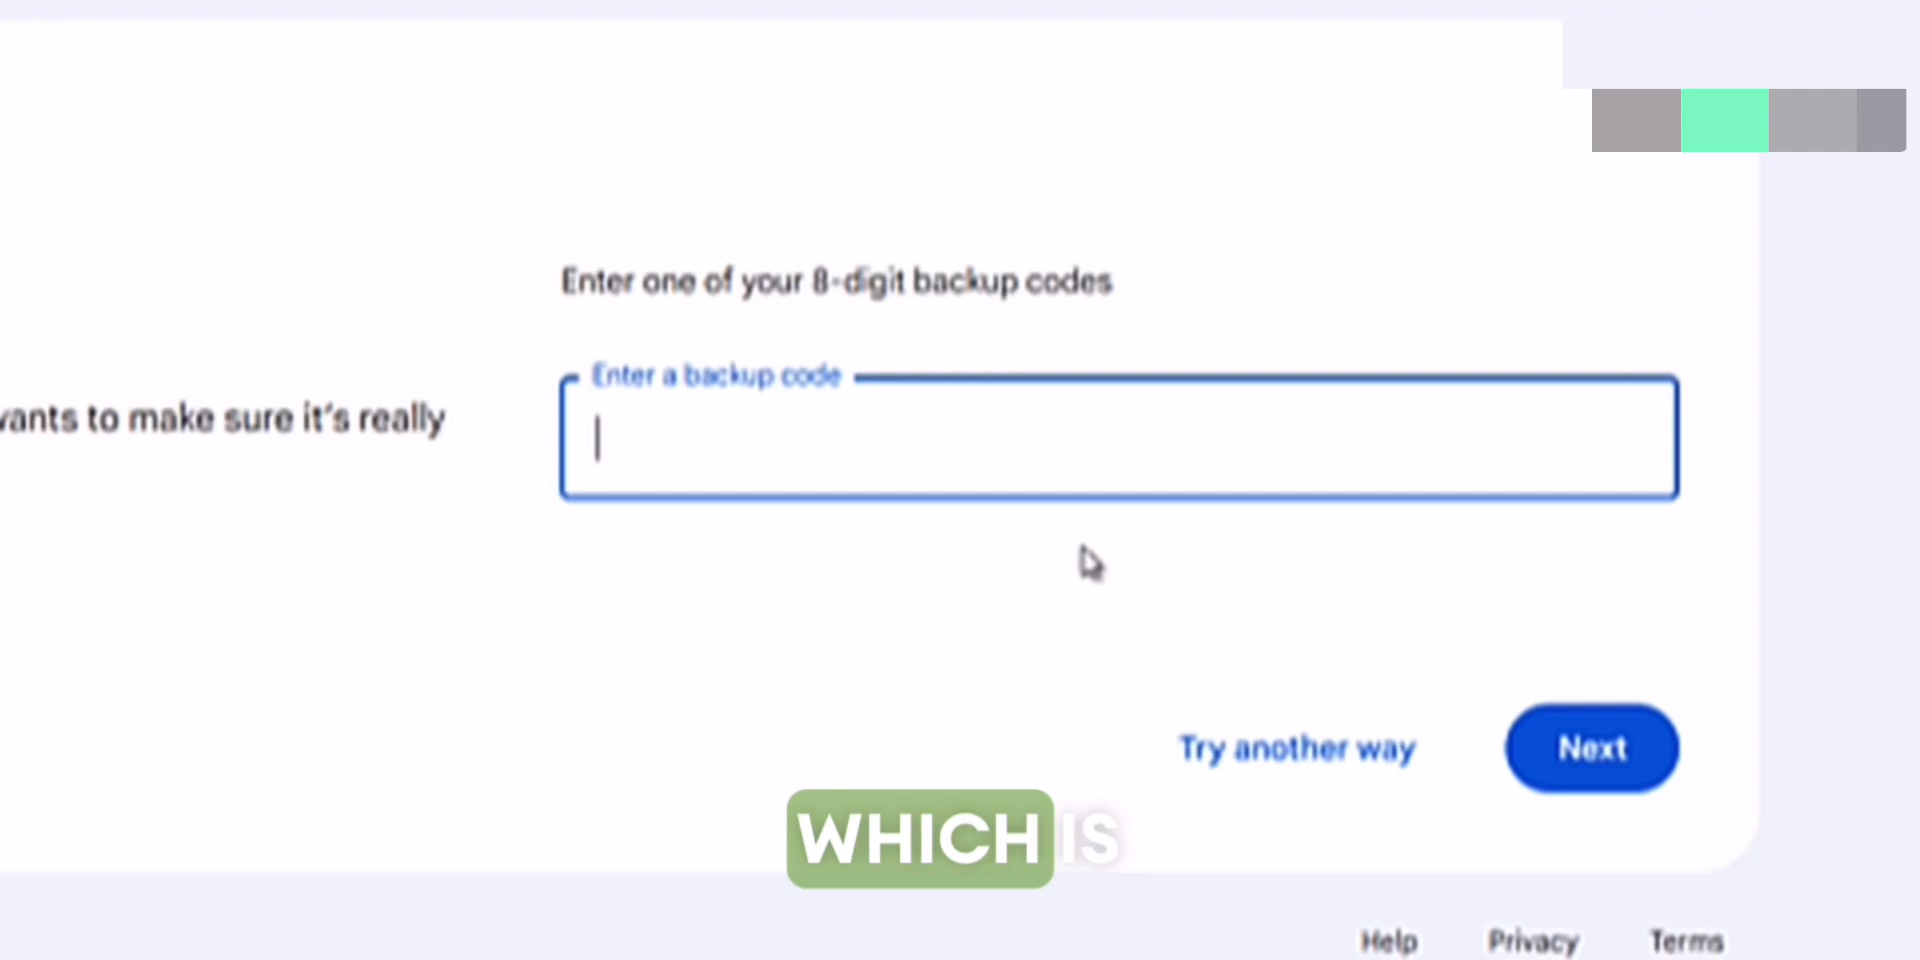 Enter one of your 8-digit backup codes
Enter a backup code
wants to make sure it's really
Try another way
Next
WHICH IS
Help Privacy Terms